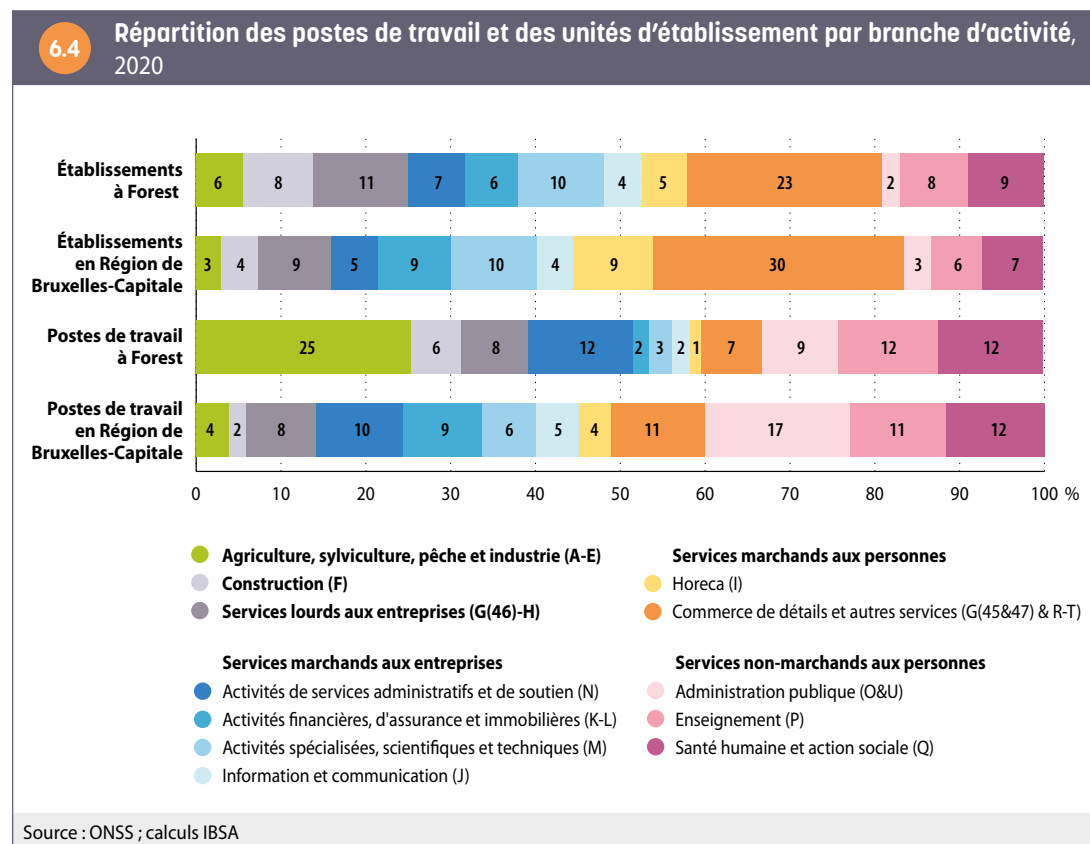 6.4
Répartition des postes de travail et des unités d'établissement par branche d'activité,
2020
Établissements
à Forest
6 8 11 7 6 10 4 5 23 2 8 9
Établissements
en Région de
Bruxelles-Capitale
3 4 9 5 9 10 4 9 30 3 6 7
Postes de travail
à Forest
25 6 8 12 2 3 2 1 7 9 12 12
Postes de travail
en Région de
Bruxelles-Capitale
4 2 8 10 9 6 5 4 11 17 11 12
0 10 20 30 40 50 60 70 80 90 100 %
Agriculture, sylviculture, pêche et industrie (A-E)
Construction (F)
Services lourds aux entreprises (G(46)-H)
Services marchands aux entreprises
Activités de services administratifs et de soutien (N)
Activités financières, d'assurance et immobilières (K-L)
Activités spécialisées, scientifiques et techniques (M)
Information et communication (J)
Services marchands aux personnes
Horeca (I)
Commerce de détails et autres services (G(45&47) & R-T)
Services non-marchands aux personnes
Administration publique (O&U)
Enseignement (P)
Santé humaine et action sociale (Q)
Source : ONSS ; calculs IBSA